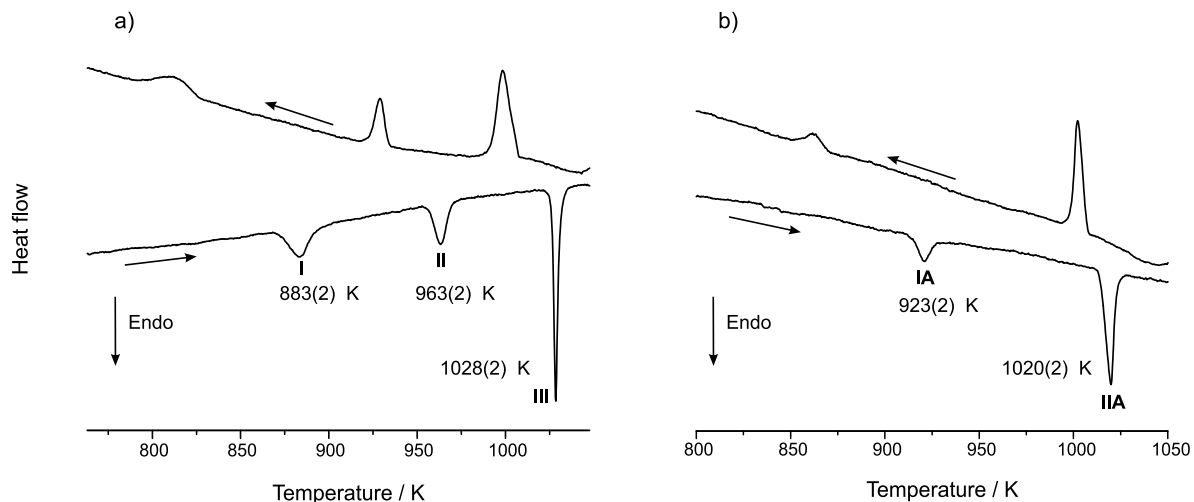 a)
Heat flow
I
883(2) K
II
963(2) K
Endo
1028(2) K
III
800
850
900
950
1000
Temperature / K
b)
IA
923(2) K
Endo
1020(2) K
IIA
800
850
900
950
1000
1050
Temperature / K